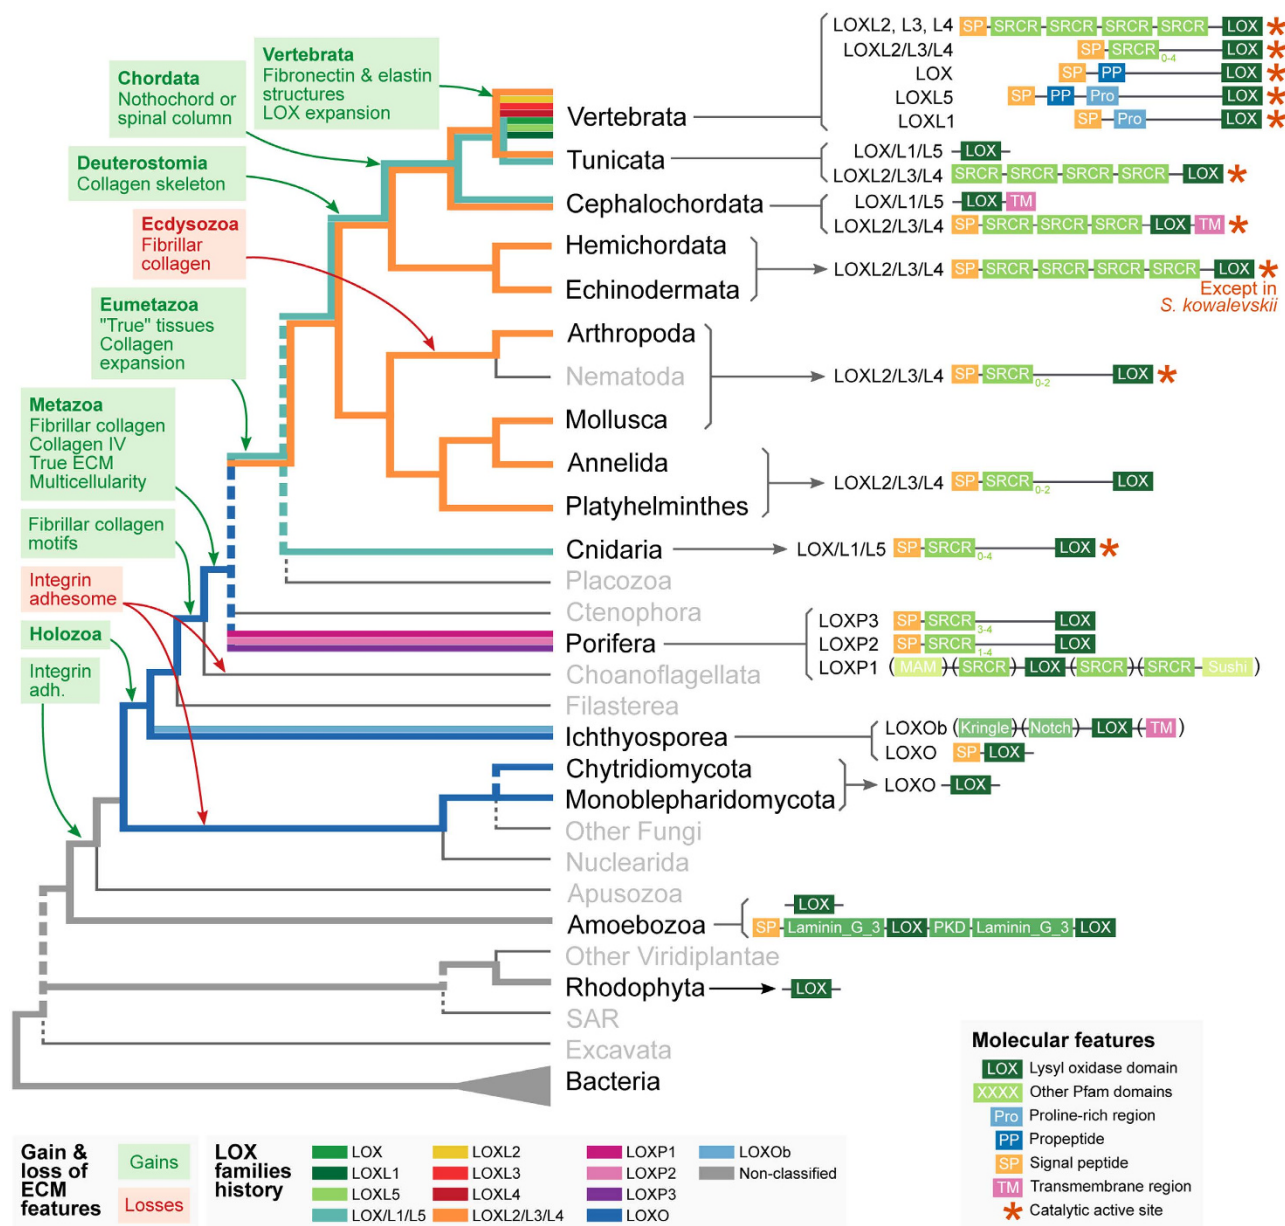 Vertebrata
Fibronectin & elastin
structures
LOX expansion
Chordata
Nothochord or
spinal column
Deuterostomia
Collagen skeleton
Ecdysozoa
Fibrillar
collagen
Eumetazoa
"True" tissues
Collagen
expansion
Metazoa
Fibrillar collagen
Collagen IV
True ECM
Multicellularity
Fibrillar collagen
motifs
Integrin
adhesome
Holozoa
Integrin
adh.
Vertebrata
LOXL2, L3, L4 SP SRCR SRCR SRCR SRCR LOX *
LOXL2/L3/L4 SP SRCR 0-4 LOX *
LOX SP PP LOX *
LOXL5 SP PP Pro LOX *
LOXL1 SP Pro LOX *
Tunicata
LOX/L1/L5 LOX
LOXL2/L3/L4 SRCR SRCR SRCR SRCR LOX *
Cephalochordata
LOX/L1/L5 LOX TM
LOXL2/L3/L4 SP SRCR SRCR SRCR LOX TM *
Hemichordata
Echinodermata
LOXL2/L3/L4 SP SRCR SRCR SRCR SRCR LOX *
Except in
S. kowalevskii
Arthropoda
Nematoda
Mollusca
LOXL2/L3/L4 SP SRCR 0-2 LOX *
Annelida
Platyhelminthes
LOXL2/L3/L4 SP SRCR 0-2 LOX
Cnidaria
LOX/L1/L5 SP SRCR 0-4 LOX *
Placozoa
Ctenophora
Porifera
LOXP3 SP SRCR 3-4 LOX
LOXP2 SP SRCR 1-4 LOX
LOXP1 (MAM)(SRCR) LOX (SRCR)(SRCR Sushi)
Choanoflagellata
Filasterea
Ichthyosporea
LOXOb (Kringle)(Notch) LOX (TM)
LOXO SP LOX
Chytridiomycota
Monoblepharidomycota
LOXO LOX
Other Fungi
Nuclearida
Apusozoa
Amoebozoa
LOX
SP Laminin_G_3 LOX PKD Laminin_G_3 LOX
Other Viridiplantae
Rhodophyta
LOX
SAR
Excavata
Bacteria
Gain &
loss of
ECM
features
Gains
Losses
LOX
families
history
LOX
LOXL1
LOXL5
LOX/L1/L5
LOXL2
LOXL3
LOXL4
LOXL2/L3/L4
LOXP1
LOXP2
LOXP3
LOXO
LOXOb
Non-classified
Molecular features
LOX Lysyl oxidase domain
XXXX Other Pfam domains
Pro Proline-rich region
PP Propeptide
SP Signal peptide
TM Transmembrane region
* Catalytic active site